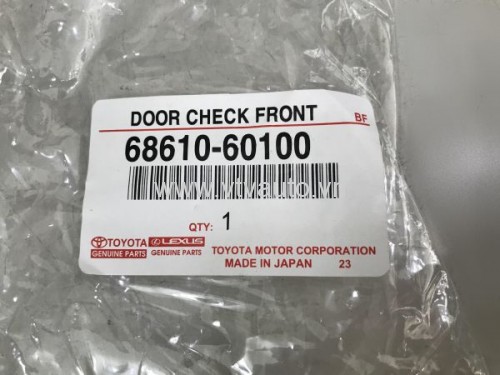 DOOR CHECK FRONT
BF
68610-60100
www.vtvauto.vn
QTY: 1
TOYOTA LEXUS
GENUINE PARTS GENUINE PARTS
TOYOTA MOTOR CORPORATION
MADE IN JAPAN 23